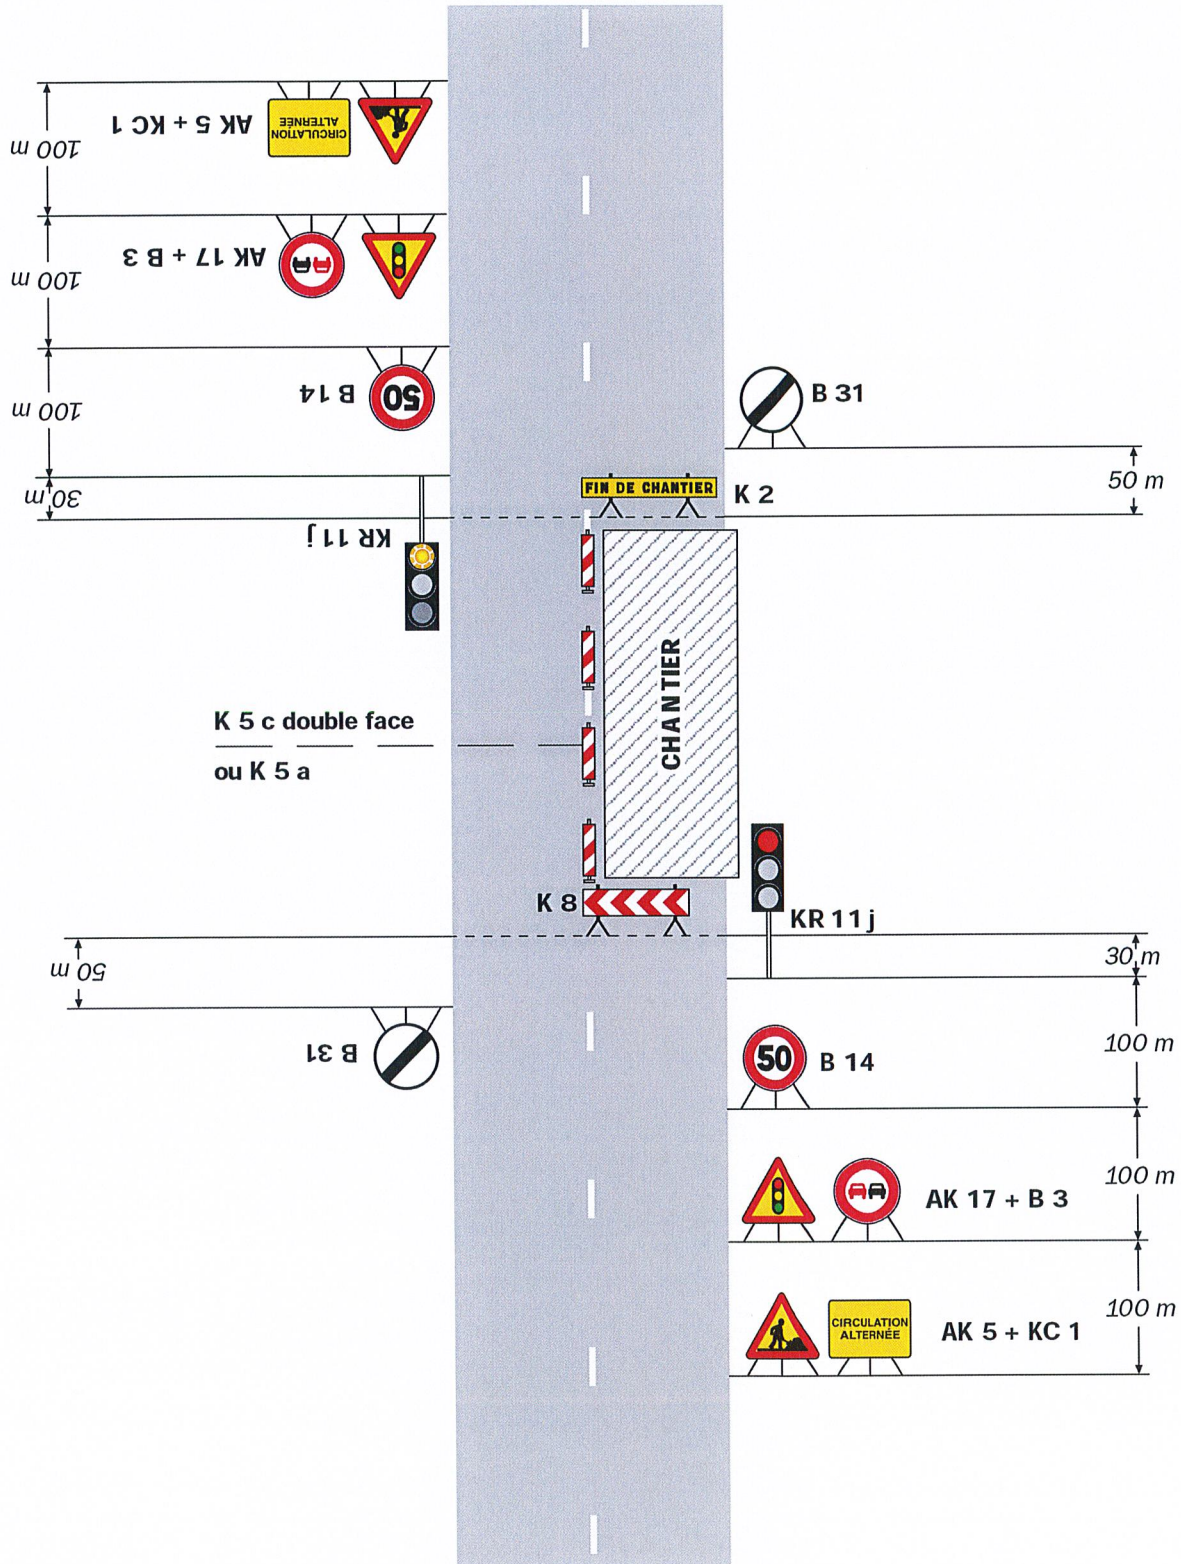 CIRCULATION
ALTERNÉE
AK 5 + KC 1
100 m
AK 17 + B 3
100 m
50
B 14
100 m
B 31
50 m
FIN DE CHANTIER
K 2
30 m
KR 11 j
CHANTIER
K 5 c double face
ou K 5 a
K 8
KR 11 j
30 m
50 m
B 31
50
B 14
100 m
AK 17 + B 3
100 m
CIRCULATION
ALTERNÉE
AK 5 + KC 1
100 m